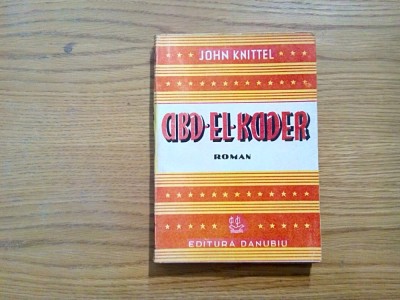 JOHN KNITTEL
ABD-EL-KADER
ROMAN
EDITURA DANUBIU